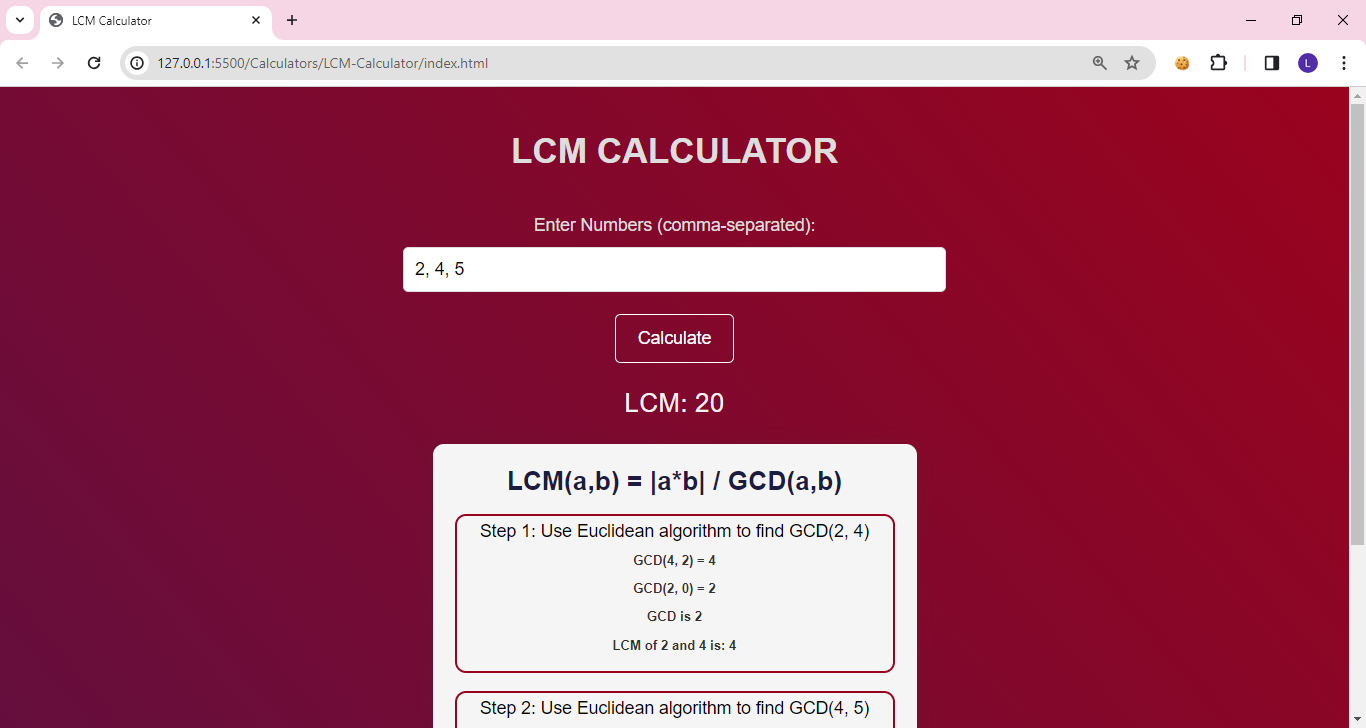 LCM Calculator
127.0.0.1:5500/Calculators/LCM-Calculator/index.html
L
LCM CALCULATOR
Enter Numbers (comma-separated):
2, 4, 5
Calculate
LCM: 20
LCM(a,b) = |a*b| / GCD(a,b)
Step 1: Use Euclidean algorithm to find GCD(2, 4)
GCD(4, 2) = 4
GCD(2, 0) = 2
GCD is 2
LCM of 2 and 4 is: 4
Step 2: Use Euclidean algorithm to find GCD(4, 5)